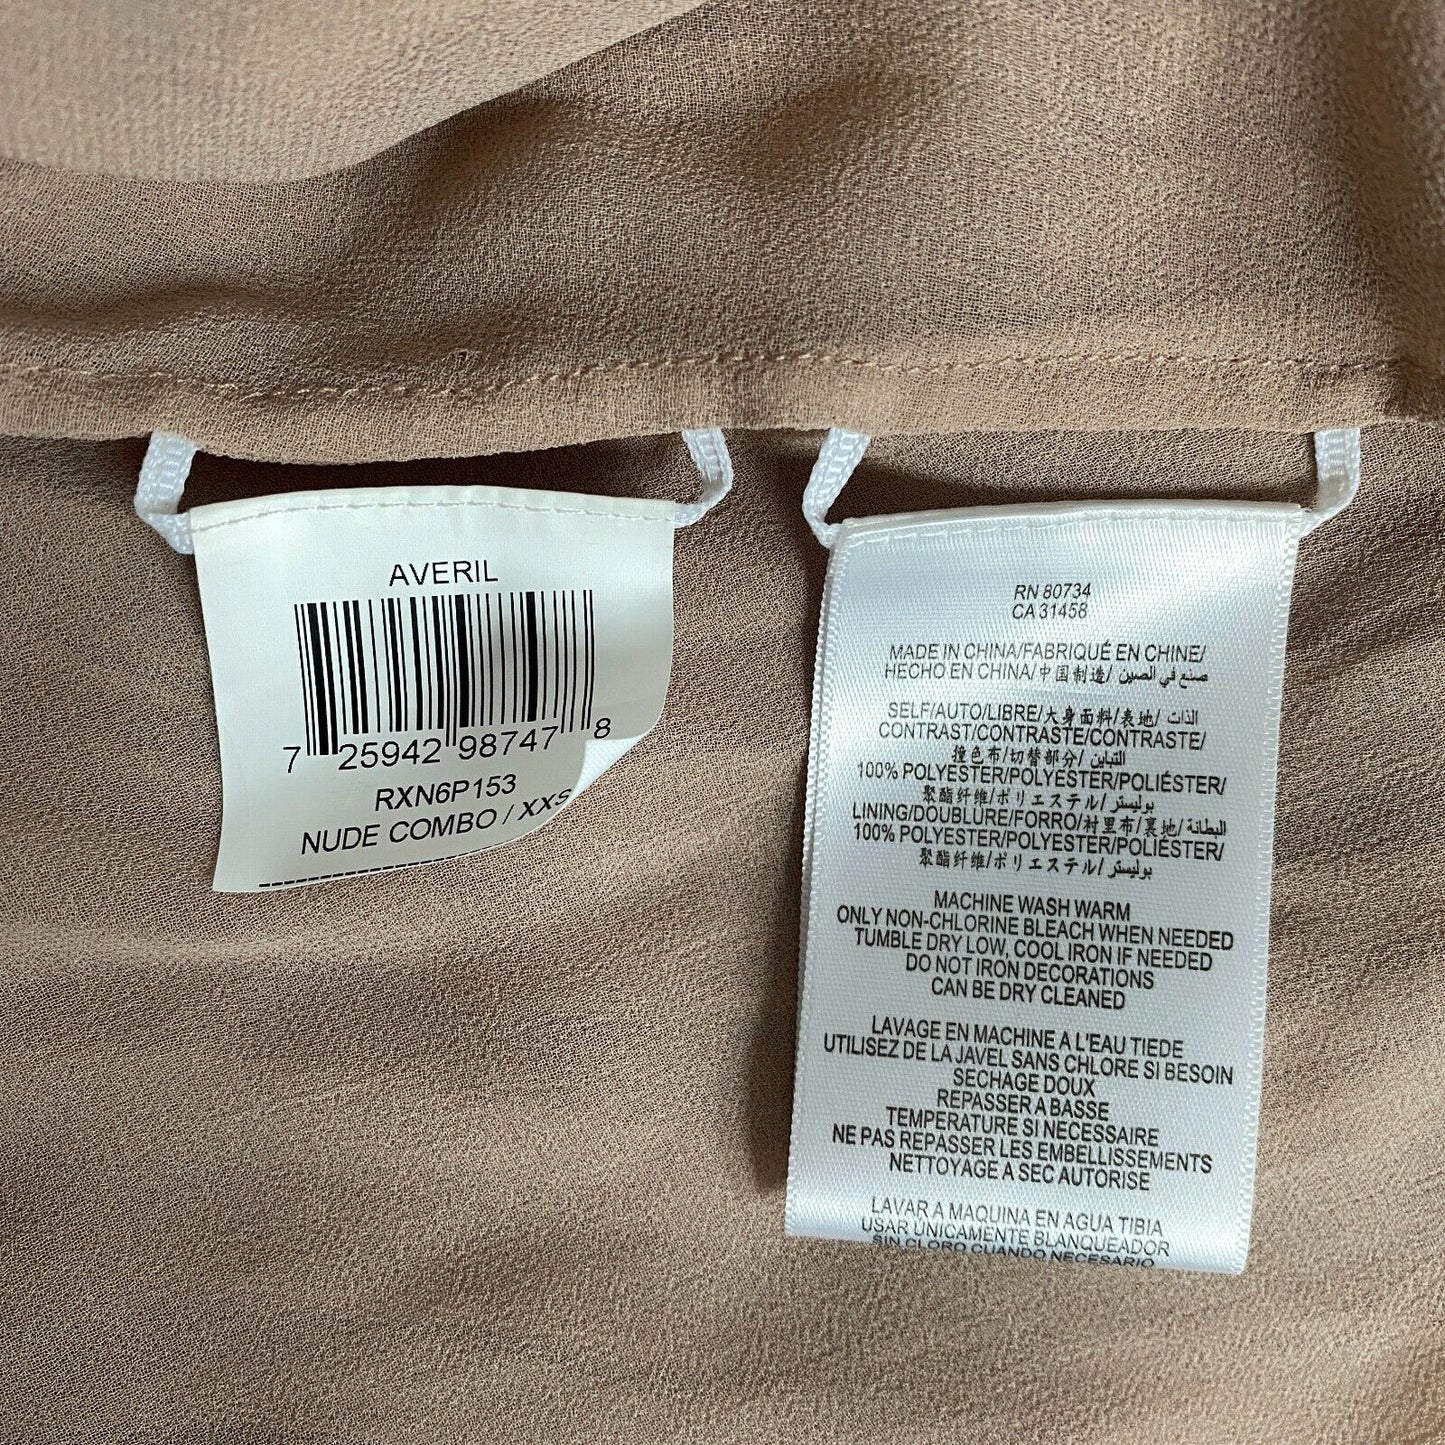 AVERIL
7 25942 98747 8
RXN6P153
NUDE COMBO / XXS
RN 80734
CA 31458
MADE IN CHINA/FABRIQUÉ EN CHINE/
HECHO EN CHINA/中国制造/ صنع في الصين
SELF/AUTO/LIBRE/大身面料/表地/ الذات
CONTRAST/CONTRASTE/CONTRASTE/
撞色布/切替部分/ التباين
100% POLYESTER/POLYESTER/POLIÉSTER/
聚酯纤维/ポリエステル/ بوليستر
LINING/DOUBLURE/FORRO/衬里布/裏地/ البطانة
100% POLYESTER/POLYESTER/POLIÉSTER/
聚酯纤维/ポリエステル/ بوليستر
MACHINE WASH WARM
ONLY NON-CHLORINE BLEACH WHEN NEEDED
TUMBLE DRY LOW, COOL IRON IF NEEDED
DO NOT IRON DECORATIONS
CAN BE DRY CLEANED
LAVAGE EN MACHINE A L'EAU TIEDE
UTILISEZ DE LA JAVEL SANS CHLORE SI BESOIN
SECHAGE DOUX
REPASSER A BASSE
TEMPERATURE SI NECESSAIRE
NE PAS REPASSER LES EMBELLISSEMENTS
NETTOYAGE A SEC AUTORISE
LAVAR A MAQUINA EN AGUA TIBIA
USAR ÚNICAMENTE BLANQUEADOR
SIN CLORO CUANDO NECESARIO